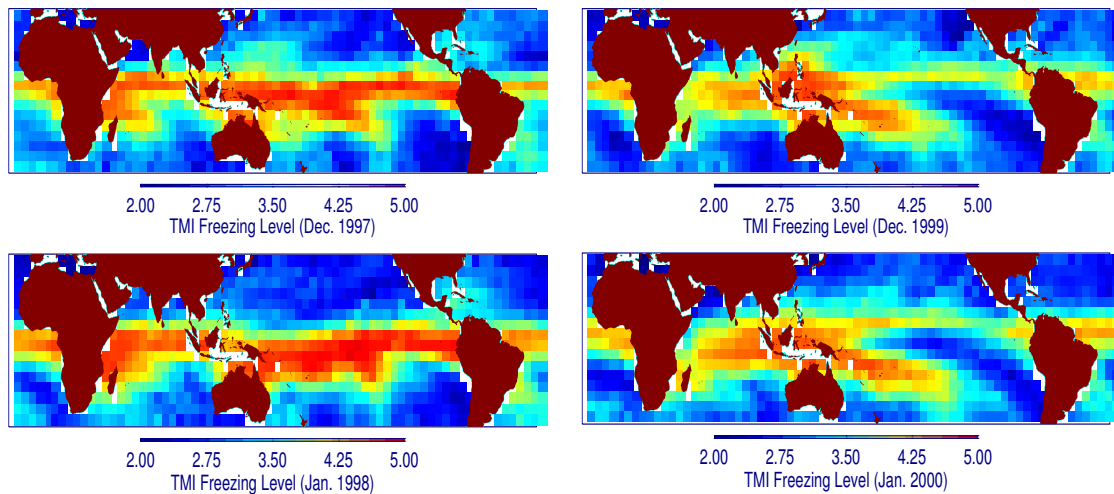 2.00 2.75 3.50 4.25 5.00
TMI Freezing Level (Dec. 1997)
2.00 2.75 3.50 4.25 5.00
TMI Freezing Level (Dec. 1999)
2.00 2.75 3.50 4.25 5.00
TMI Freezing Level (Jan. 1998)
2.00 2.75 3.50 4.25 5.00
TMI Freezing Level (Jan. 2000)